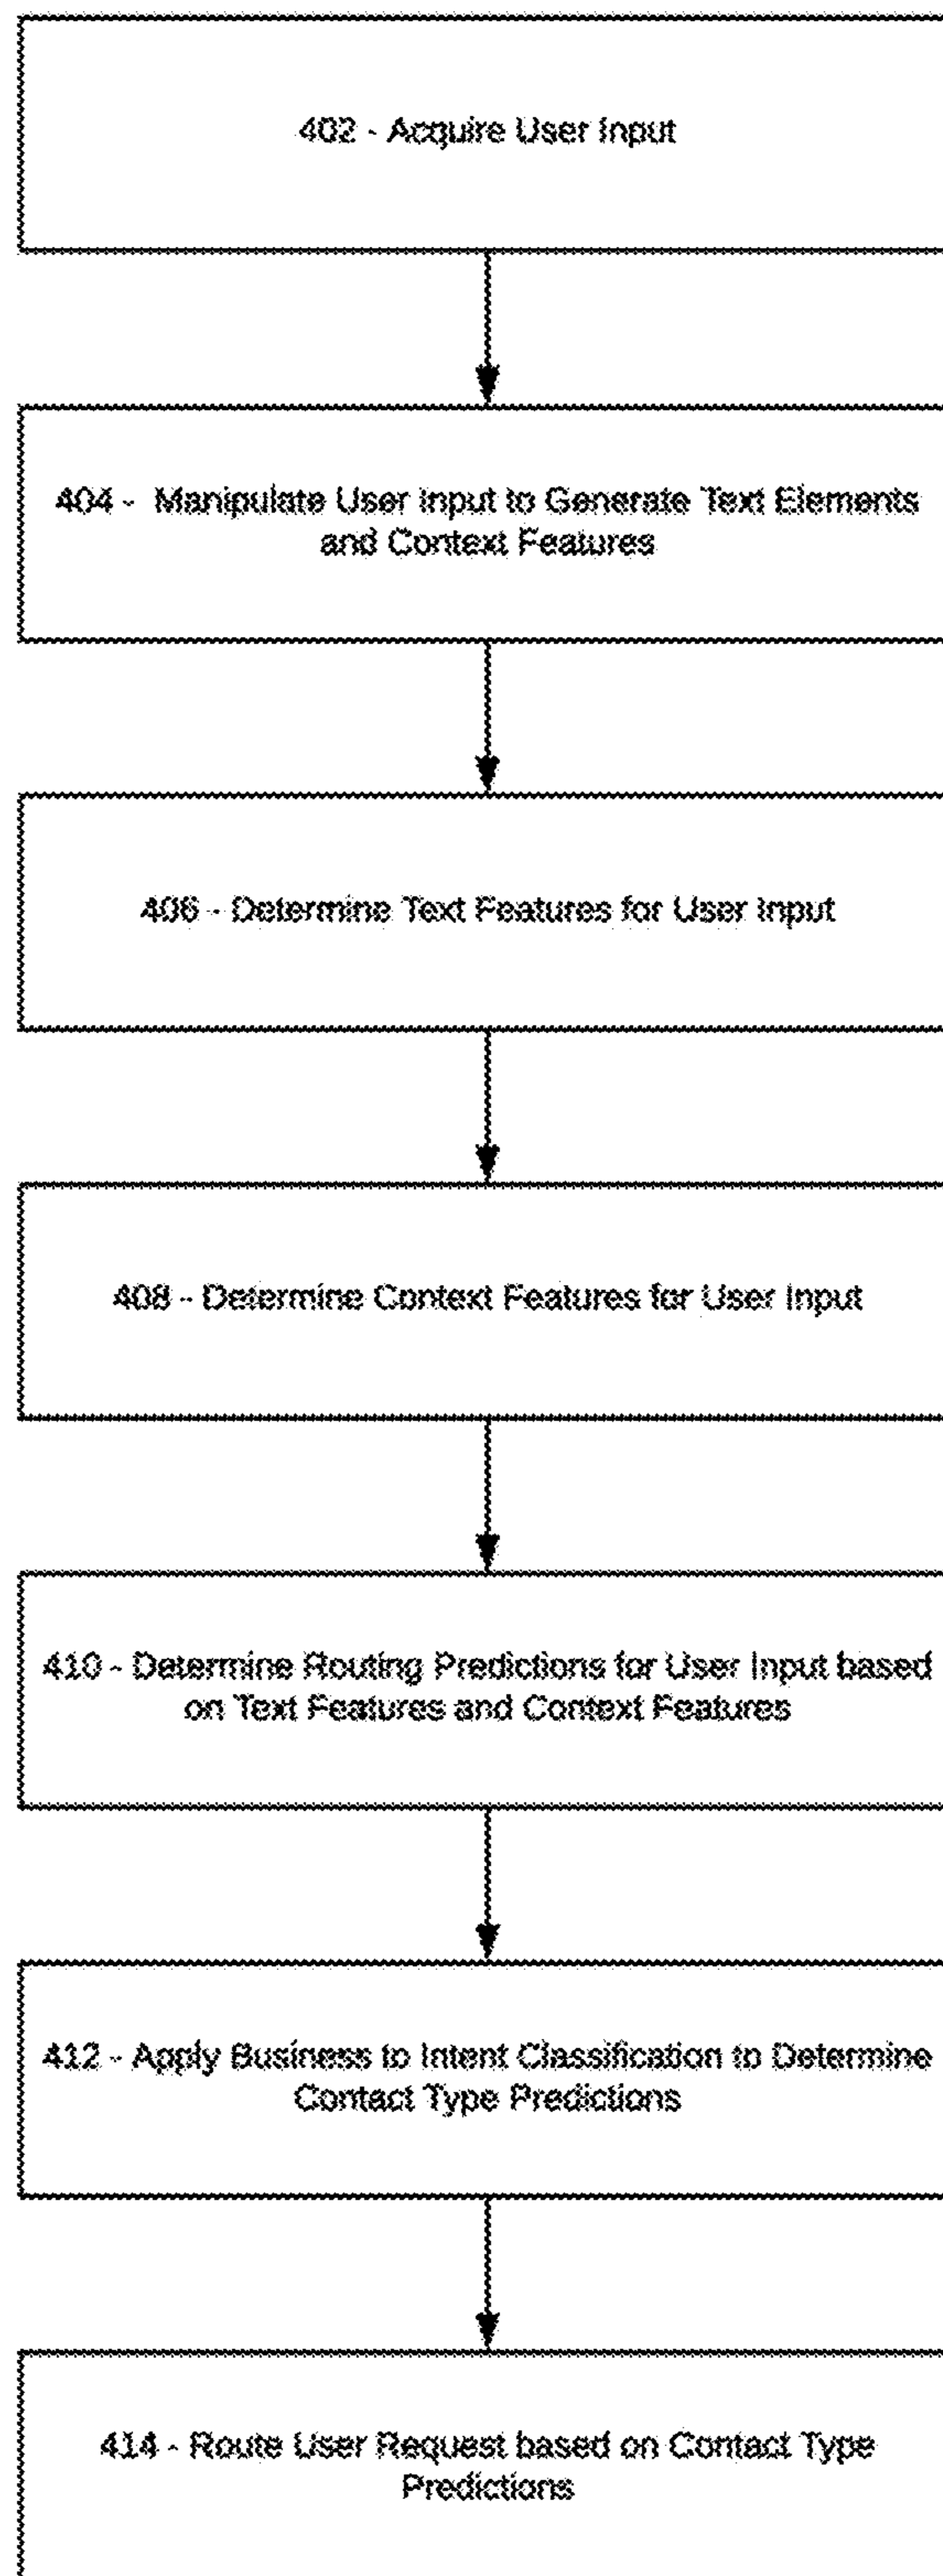 402 - Acquire User Input
404 - Manipulate User input to Generate Text Elements
and Context Features
406 - Determine Text Features for User Input
408 - Determine Context Features for User Input
410 - Determine Routing Predictions for User Input based
on Text Features and Context Features
412 - Apply Business to Intent Classification to Determine
Contact Type Predictions
414 - Route User Request based on Contact Type
Predictions